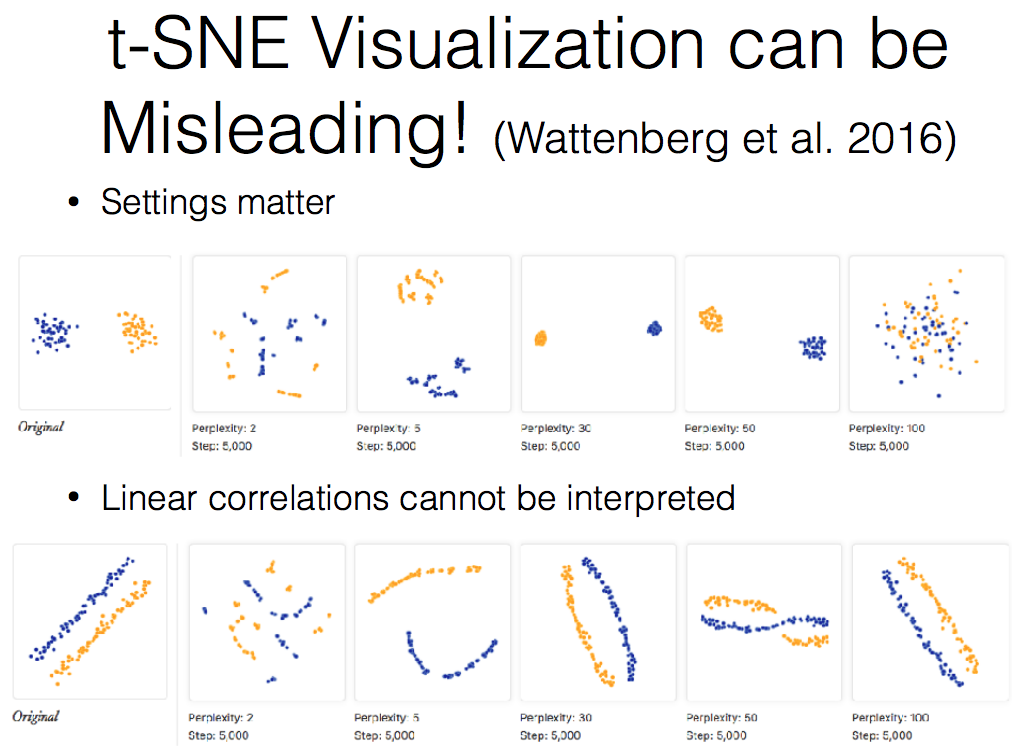 t-SNE Visualization can be
Misleading! (Wattenberg et al. 2016)
• Settings matter
Original
Perplexity: 2
Step: 5,000
Perplexity: 5
Step: 5,000
Perplexity: 30
Step: 5,000
Perplexity: 50
Step: 5,000
Perplexity: 100
Step: 5,000
• Linear correlations cannot be interpreted
Original
Perplexity: 2
Step: 5,000
Perplexity: 5
Step: 5,000
Perplexity: 30
Step: 5,000
Perplexity: 50
Step: 5,000
Perplexity: 100
Step: 5,000